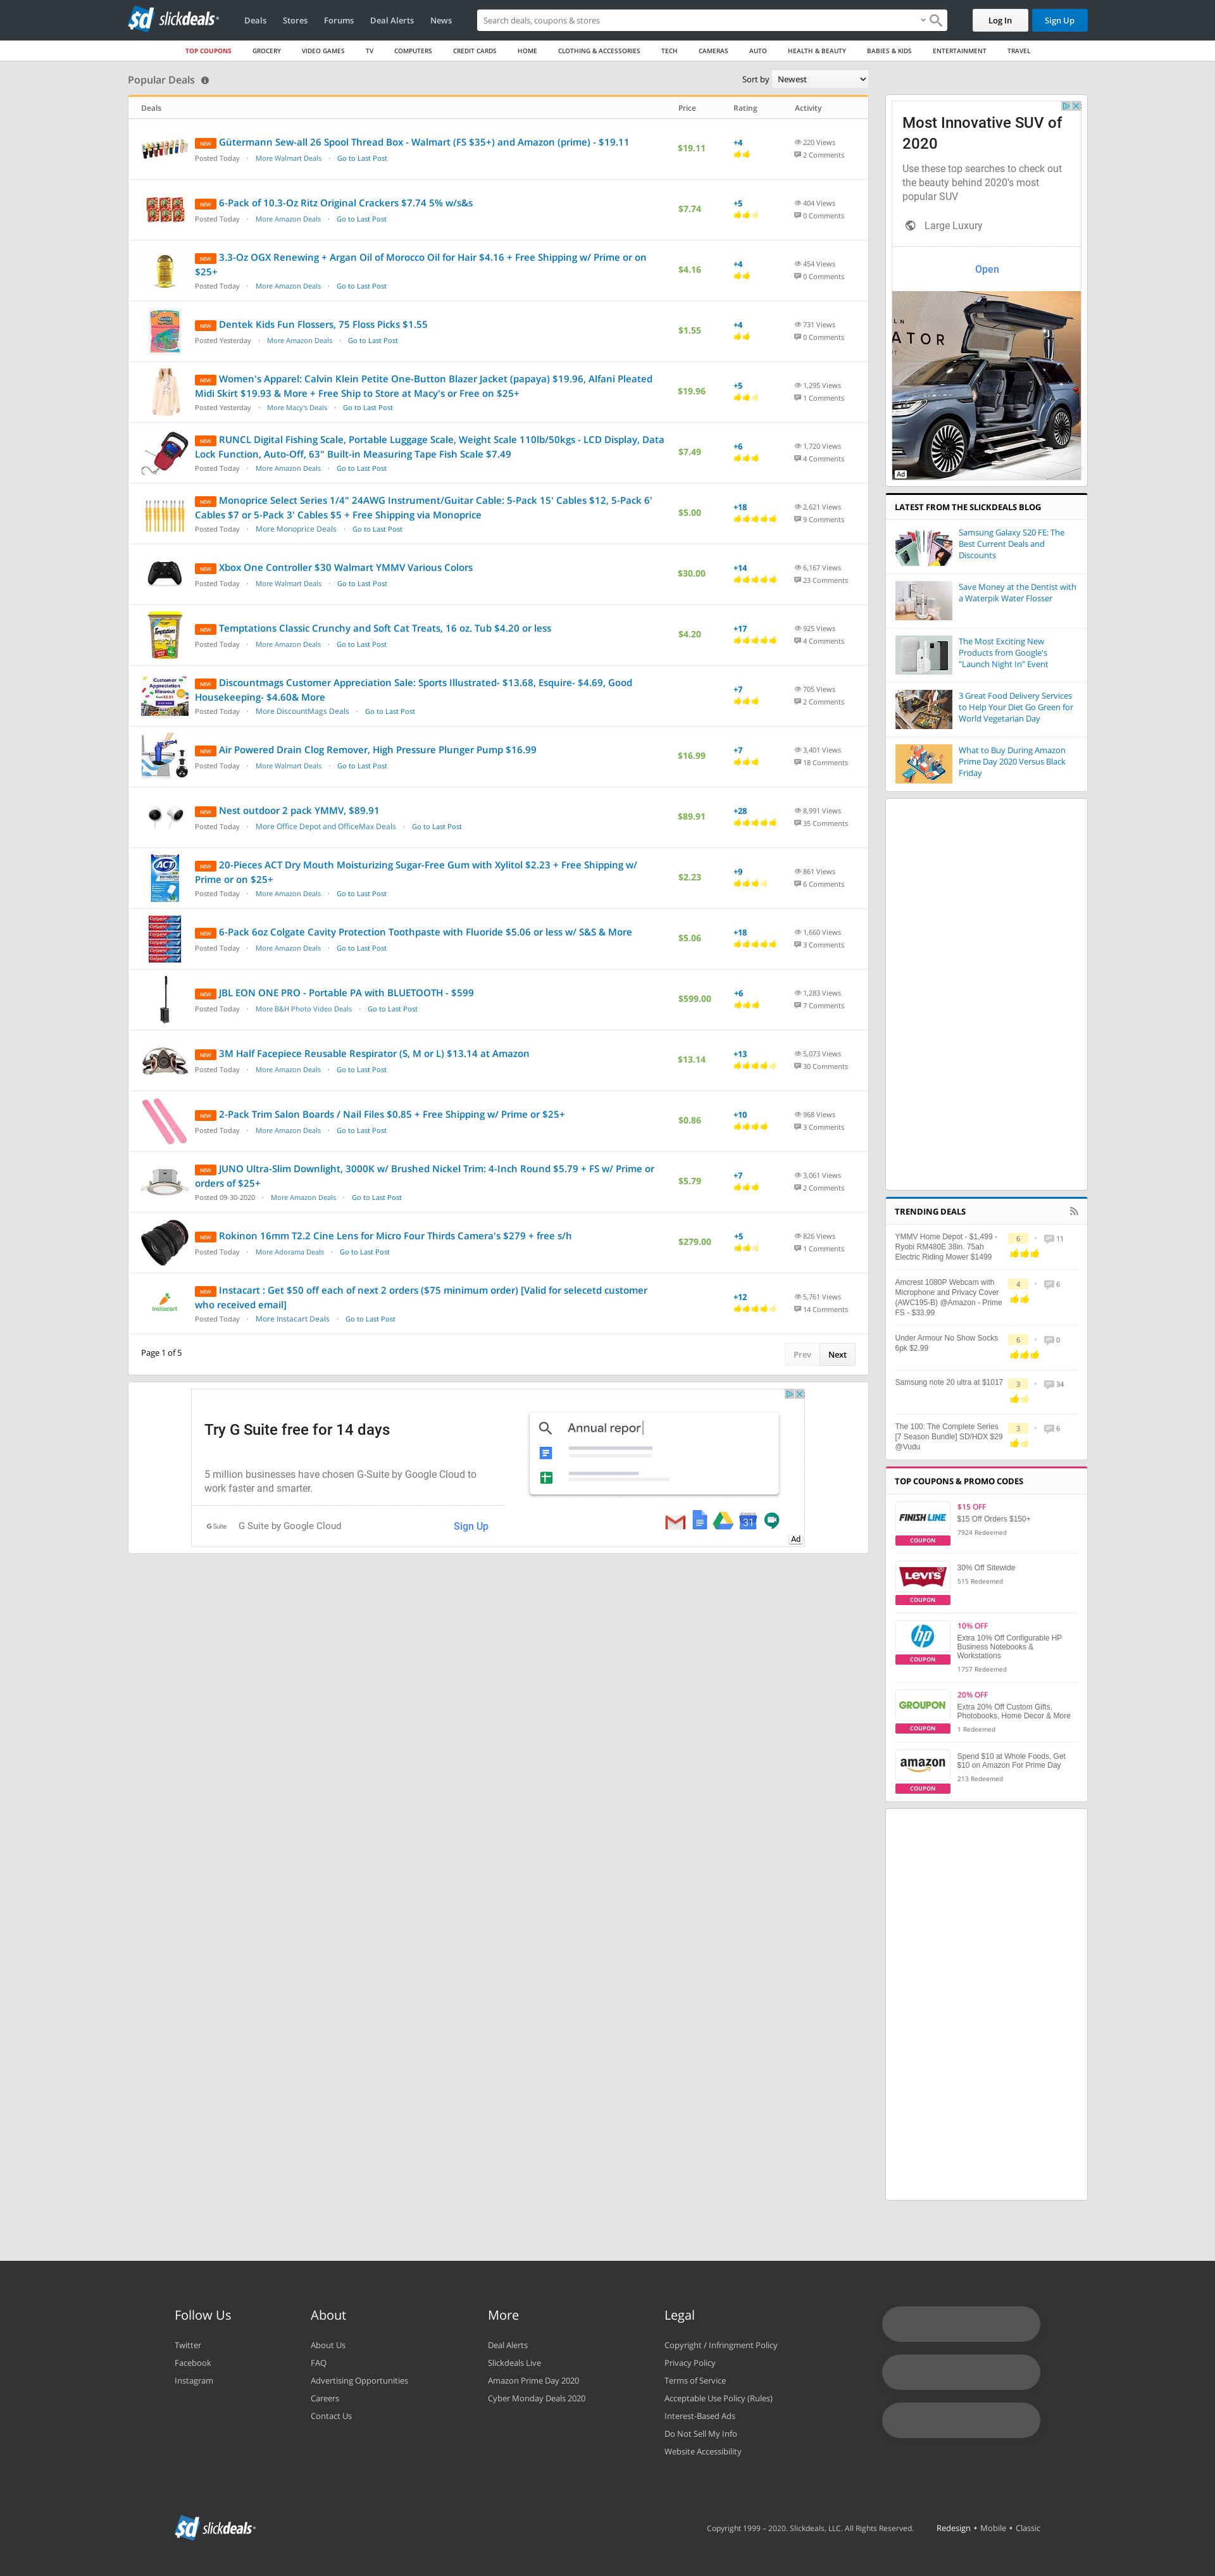 sd slickdeals
Deals Stores Forums Deal Alerts News
Search deals, coupons & stores
Log In Sign Up
TOP COUPONS GROCERY VIDEO GAMES TV COMPUTERS CREDIT CARDS HOME CLOTHING & ACCESSORIES TECH CAMERAS AUTO HEALTH & BEAUTY BABIES & KIDS ENTERTAINMENT TRAVEL
Popular Deals
Sort by Newest
Deals Price Rating Activity
NEW Gütermann Sew-all 26 Spool Thread Box - Walmart (FS $35+) and Amazon (prime) - $19.11
Posted Today · More Walmart Deals · Go to Last Post
$19.11
+4
220 Views
2 Comments
NEW 6-Pack of 10.3-Oz Ritz Original Crackers $7.74 5% w/s&s
Posted Today · More Amazon Deals · Go to Last Post
$7.74
+5
404 Views
0 Comments
NEW 3.3-Oz OGX Renewing + Argan Oil of Morocco Oil for Hair $4.16 + Free Shipping w/ Prime or on
$25+
Posted Today · More Amazon Deals · Go to Last Post
$4.16
+4
454 Views
0 Comments
NEW Dentek Kids Fun Flossers, 75 Floss Picks $1.55
Posted Yesterday · More Amazon Deals · Go to Last Post
$1.55
+4
731 Views
0 Comments
NEW Women's Apparel: Calvin Klein Petite One-Button Blazer Jacket (papaya) $19.96, Alfani Pleated
Midi Skirt $19.93 & More + Free Ship to Store at Macy's or Free on $25+
Posted Yesterday · More Macy's Deals · Go to Last Post
$19.96
+5
1,295 Views
1 Comments
NEW RUNCL Digital Fishing Scale, Portable Luggage Scale, Weight Scale 110lb/50kgs - LCD Display, Data
Lock Function, Auto-Off, 63" Built-in Measuring Tape Fish Scale $7.49
Posted Today · More Amazon Deals · Go to Last Post
$7.49
+6
1,720 Views
4 Comments
NEW Monoprice Select Series 1/4" 24AWG Instrument/Guitar Cable: 5-Pack 15' Cables $12, 5-Pack 6'
Cables $7 or 5-Pack 3' Cables $5 + Free Shipping via Monoprice
Posted Today · More Monoprice Deals · Go to Last Post
$5.00
+18
2,621 Views
9 Comments
NEW Xbox One Controller $30 Walmart YMMV Various Colors
Posted Today · More Walmart Deals · Go to Last Post
$30.00
+14
6,167 Views
23 Comments
NEW Temptations Classic Crunchy and Soft Cat Treats, 16 oz. Tub $4.20 or less
Posted Today · More Amazon Deals · Go to Last Post
$4.20
+17
925 Views
4 Comments
Customer
Appreciation
NEW Discountmags Customer Appreciation Sale: Sports Illustrated- $13.68, Esquire- $4.69, Good
Housekeeping- $4.60& More
Posted Today · More DiscountMags Deals · Go to Last Post
+7
705 Views
2 Comments
NEW Air Powered Drain Clog Remover, High Pressure Plunger Pump $16.99
Posted Today · More Walmart Deals · Go to Last Post
$16.99
+7
3,401 Views
18 Comments
NEW Nest outdoor 2 pack YMMV, $89.91
Posted Today · More Office Depot and OfficeMax Deals · Go to Last Post
$89.91
+28
8,991 Views
35 Comments
ACT
NEW 20-Pieces ACT Dry Mouth Moisturizing Sugar-Free Gum with Xylitol $2.23 + Free Shipping w/
Prime or on $25+
Posted Today · More Amazon Deals · Go to Last Post
$2.23
+9
861 Views
6 Comments
NEW 6-Pack 6oz Colgate Cavity Protection Toothpaste with Fluoride $5.06 or less w/ S&S & More
Posted Today · More Amazon Deals · Go to Last Post
$5.06
+18
1,660 Views
3 Comments
NEW JBL EON ONE PRO - Portable PA with BLUETOOTH - $599
Posted Today · More B&H Photo Video Deals · Go to Last Post
$599.00
+6
1,283 Views
7 Comments
NEW 3M Half Facepiece Reusable Respirator (S, M or L) $13.14 at Amazon
Posted Today · More Amazon Deals · Go to Last Post
$13.14
+13
5,073 Views
30 Comments
NEW 2-Pack Trim Salon Boards / Nail Files $0.85 + Free Shipping w/ Prime or $25+
Posted Today · More Amazon Deals · Go to Last Post
$0.86
+10
968 Views
3 Comments
NEW JUNO Ultra-Slim Downlight, 3000K w/ Brushed Nickel Trim: 4-Inch Round $5.79 + FS w/ Prime or
orders of $25+
Posted 09-30-2020 · More Amazon Deals · Go to Last Post
$5.79
+7
3,061 Views
2 Comments
NEW Rokinon 16mm T2.2 Cine Lens for Micro Four Thirds Camera's $279 + free s/h
Posted Today · More Adorama Deals · Go to Last Post
$279.00
+5
826 Views
1 Comments
instacart
NEW Instacart : Get $50 off each of next 2 orders ($75 minimum order) [Valid for selecetd customer
who received email]
Posted Today · More Instacart Deals · Go to Last Post
+12
5,761 Views
14 Comments
Page 1 of 5
Prev Next
Try G Suite free for 14 days
5 million businesses have chosen G-Suite by Google Cloud to
work faster and smarter.
G Suite G Suite by Google Cloud Sign Up
Annual repor
31
Ad
Most Innovative SUV of
2020
Use these top searches to check out
the beauty behind 2020's most
popular SUV
Large Luxury
Open
Ad
LATEST FROM THE SLICKDEALS BLOG
Samsung Galaxy S20 FE: The
Best Current Deals and
Discounts
Save Money at the Dentist with
a Waterpik Water Flosser
The Most Exciting New
Products from Google's
"Launch Night In" Event
3 Great Food Delivery Services
to Help Your Diet Go Green for
World Vegetarian Day
What to Buy During Amazon
Prime Day 2020 Versus Black
Friday
TRENDING DEALS
YMMV Home Depot - $1,499 -
Ryobi RM480E 38in. 75ah
Electric Riding Mower $1499
6 • 11
Amcrest 1080P Webcam with
Microphone and Privacy Cover
(AWC195-B) @Amazon - Prime
FS - $33.99
4 • 6
Under Armour No Show Socks
6pk $2.99
6 • 0
Samsung note 20 ultra at $1017
3 • 34
The 100: The Complete Series
[7 Season Bundle] SD/HDX $29
@Vudu
3 • 6
TOP COUPONS & PROMO CODES
FINISH LINE
COUPON
$15 OFF
$15 Off Orders $150+
7924 Redeemed
LEVI'S
COUPON
30% Off Sitewide
515 Redeemed
hp
COUPON
10% OFF
Extra 10% Off Configurable HP
Business Notebooks &
Workstations
1757 Redeemed
GROUPON
COUPON
20% OFF
Extra 20% Off Custom Gifts,
Photobooks, Home Decor & More
1 Redeemed
amazon
COUPON
Spend $10 at Whole Foods, Get
$10 on Amazon For Prime Day
213 Redeemed
Follow Us
Twitter
Facebook
Instagram
About
About Us
FAQ
Advertising Opportunities
Careers
Contact Us
More
Deal Alerts
Slickdeals Live
Amazon Prime Day 2020
Cyber Monday Deals 2020
Legal
Copyright / Infringment Policy
Privacy Policy
Terms of Service
Acceptable Use Policy (Rules)
Interest-Based Ads
Do Not Sell My Info
Website Accessibility
sd slickdeals
Copyright 1999 – 2020. Slickdeals, LLC. All Rights Reserved. Redesign • Mobile • Classic